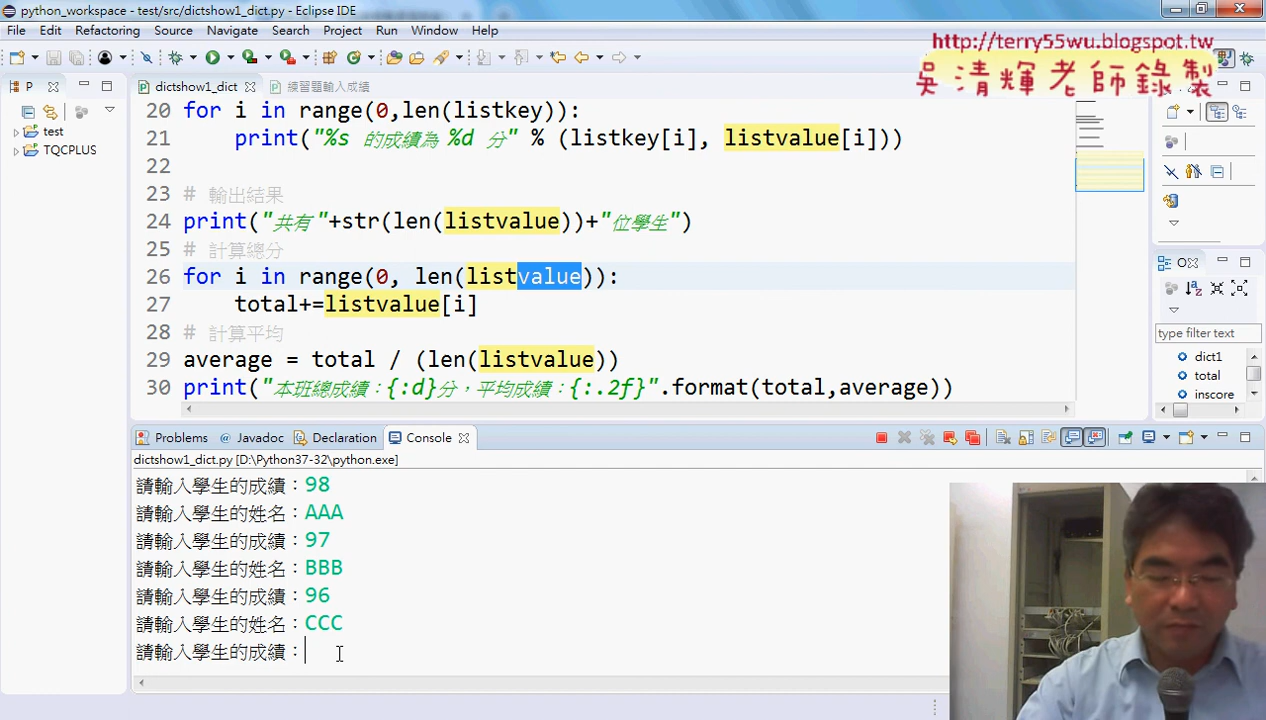 python_workspace - test/src/dictshow1_dict.py - Eclipse IDE
File Edit Refactoring Source Navigate Search Project Run Window Help
http://terry55wu.blogspot.tw
吳清輝老師錄製
P
dictshow1_dict
練習題輸入成績
test
TQCPLUS
20 for i in range(0,len(listkey)):
21 print("%s 的成績為 %d 分" % (listkey[i], listvalue[i]))
22
23 # 輸出結果
24 print("共有"+str(len(listvalue))+"位學生")
25 # 計算總分
26 for i in range(0, len(listvalue)):
27 total+=listvalue[i]
28 # 計算平均
29 average = total / (len(listvalue))
30 print("本班總成績：{:d}分，平均成績：{:.2f}".format(total,average))
O
type filter text
dict1
total
inscore
Problems Javadoc Declaration Console
dictshow1_dict.py [D:\Python37-32\python.exe]
請輸入學生的成績：98
請輸入學生的姓名：AAA
請輸入學生的成績：97
請輸入學生的姓名：BBB
請輸入學生的成績：96
請輸入學生的姓名：CCC
請輸入學生的成績：